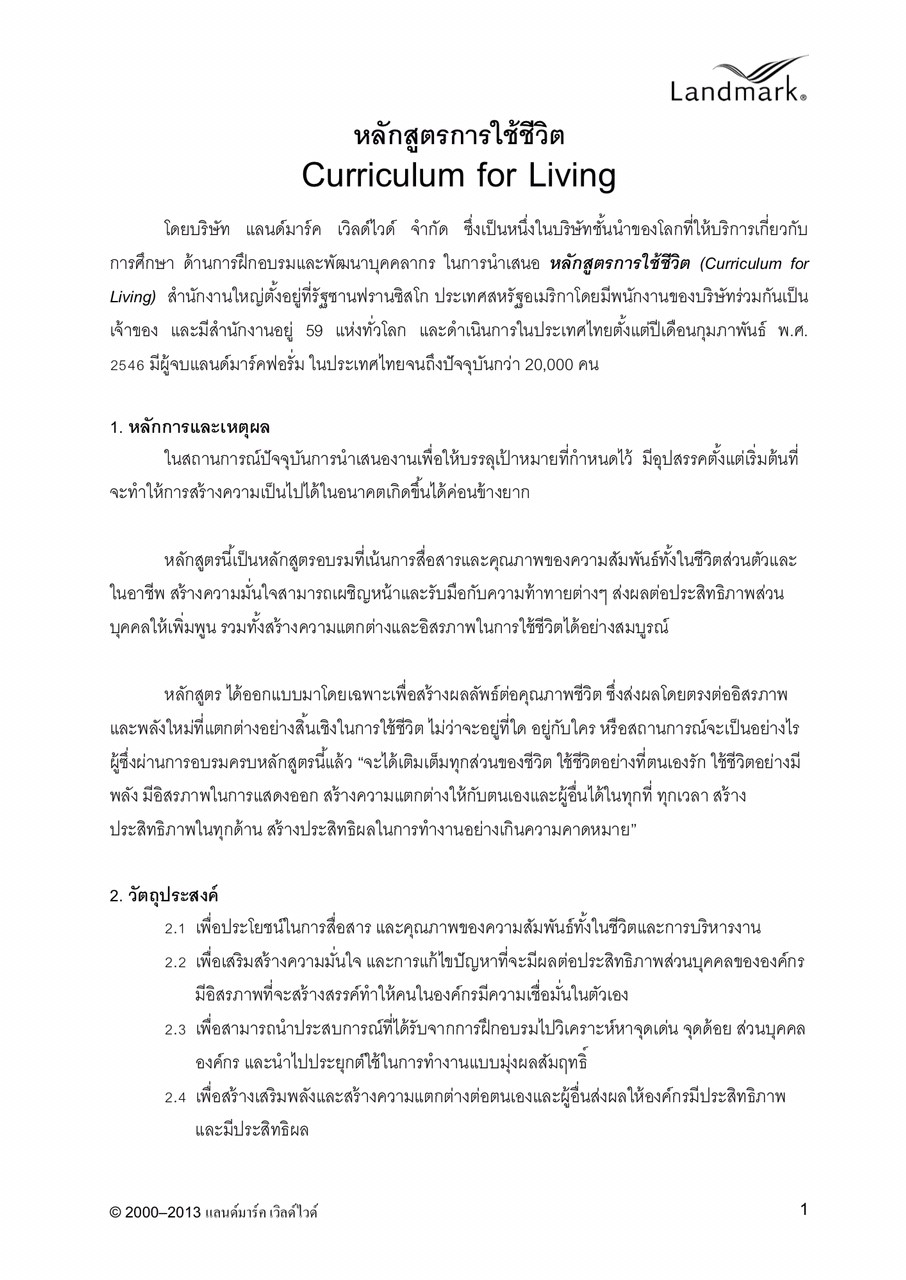 Landmark®
หลักสูตรการใช้ชีวิต
Curriculum for Living
โดยบริษัท แลนด์มาร์ค เวิลด์ไวด์ จำกัด ซึ่งเป็นหนึ่งในบริษัทชั้นนำของโลกที่ให้บริการเกี่ยวกับ
การศึกษา ด้านการฝึกอบรมและพัฒนาบุคคลากร ในการนำเสนอ หลักสูตรการใช้ชีวิต (Curriculum for
Living) สำนักงานใหญ่ตั้งอยู่ที่รัฐซานฟรานซิสโก ประเทศสหรัฐอเมริกาโดยมีพนักงานของบริษัทร่วมกันเป็น
เจ้าของ และมีสำนักงานอยู่ 59 แห่งทั่วโลก และดำเนินการในประเทศไทยตั้งแต่ปีเดือนกุมภาพันธ์ พ.ศ.
2546 มีผู้จบแลนด์มาร์คฟอรั่ม ในประเทศไทยจนถึงปัจจุบันกว่า 20,000 คน
1. หลักการและเหตุผล
ในสถานการณ์ปัจจุบันการนำเสนองานเพื่อให้บรรลุเป้าหมายที่กำหนดไว้ มีอุปสรรคตั้งแต่เริ่มต้นที่
จะทำให้การสร้างความเป็นไปได้ในอนาคตเกิดขึ้นได้ค่อนข้างยาก
หลักสูตรนี้เป็นหลักสูตรอบรมที่เน้นการสื่อสารและคุณภาพของความสัมพันธ์ทั้งในชีวิตส่วนตัวและ
ในอาชีพ สร้างความมั่นใจสามารถเผชิญหน้าและรับมือกับความท้าทายต่างๆ ส่งผลต่อประสิทธิภาพส่วน
บุคคลให้เพิ่มพูน รวมทั้งสร้างความแตกต่างและอิสรภาพในการใช้ชีวิตได้อย่างสมบูรณ์
หลักสูตร ได้ออกแบบมาโดยเฉพาะเพื่อสร้างผลลัพธ์ต่อคุณภาพชีวิต ซึ่งส่งผลโดยตรงต่ออิสรภาพ
และพลังใหม่ที่แตกต่างอย่างสิ้นเชิงในการใช้ชีวิต ไม่ว่าจะอยู่ที่ใด อยู่กับใคร หรือสถานการณ์จะเป็นอย่างไร
ผู้ซึ่งผ่านการอบรมครบหลักสูตรนี้แล้ว “จะได้เติมเต็มทุกส่วนของชีวิต ใช้ชีวิตอย่างที่ตนเองรัก ใช้ชีวิตอย่างมี
พลัง มีอิสรภาพในการแสดงออก สร้างความแตกต่างให้กับตนเองและผู้อื่นได้ในทุกที่ ทุกเวลา สร้าง
ประสิทธิภาพในทุกด้าน สร้างประสิทธิผลในการทำงานอย่างเกินความคาดหมาย”
2. วัตถุประสงค์
2.1 เพื่อประโยชน์ในการสื่อสาร และคุณภาพของความสัมพันธ์ทั้งในชีวิตและการบริหารงาน
2.2 เพื่อเสริมสร้างความมั่นใจ และการแก้ไขปัญหาที่จะมีผลต่อประสิทธิภาพส่วนบุคคลขององค์กร
มีอิสรภาพที่จะสร้างสรรค์ทำให้คนในองค์กรมีความเชื่อมั่นในตัวเอง
2.3 เพื่อสามารถนำประสบการณ์ที่ได้รับจากการฝึกอบรมไปวิเคราะห์หาจุดเด่น จุดด้อย ส่วนบุคคล
องค์กร และนำไปประยุกต์ใช้ในการทำงานแบบมุ่งผลสัมฤทธิ์
2.4 เพื่อสร้างเสริมพลังและสร้างความแตกต่างต่อตนเองและผู้อื่นส่งผลให้องค์กรมีประสิทธิภาพ
และมีประสิทธิผล
© 2000–2013 แลนด์มาร์ค เวิลด์ไวด์
1